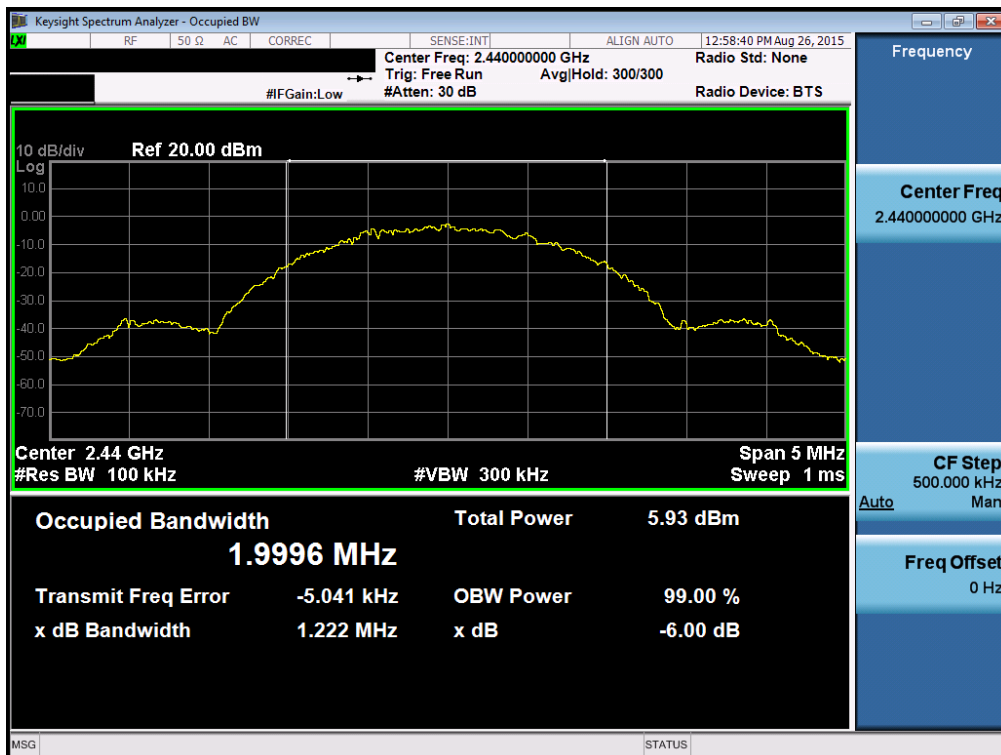 Keysight Spectrum Analyzer - Occupied BW
LXI RF 50 Ω AC CORREC SENSE:INT ALIGN AUTO 12:58:40 PM Aug 26, 2015
Center Freq: 2.440000000 GHz Radio Std: None
Trig: Free Run Avg|Hold: 300/300
#IFGain:Low #Atten: 30 dB Radio Device: BTS
10 dB/div Ref 20.00 dBm
Log
10.0
0.00
-10.0
-20.0
-30.0
-40.0
-50.0
-60.0
-70.0
Center 2.44 GHz Span 5 MHz
#Res BW 100 kHz #VBW 300 kHz Sweep 1 ms
Occupied Bandwidth Total Power 5.93 dBm
1.9996 MHz
Transmit Freq Error -5.041 kHz OBW Power 99.00 %
x dB Bandwidth 1.222 MHz x dB -6.00 dB
Frequency
Center Freq
2.440000000 GHz
CF Step
500.000 kHz
Auto Man
Freq Offset
0 Hz
MSG STATUS